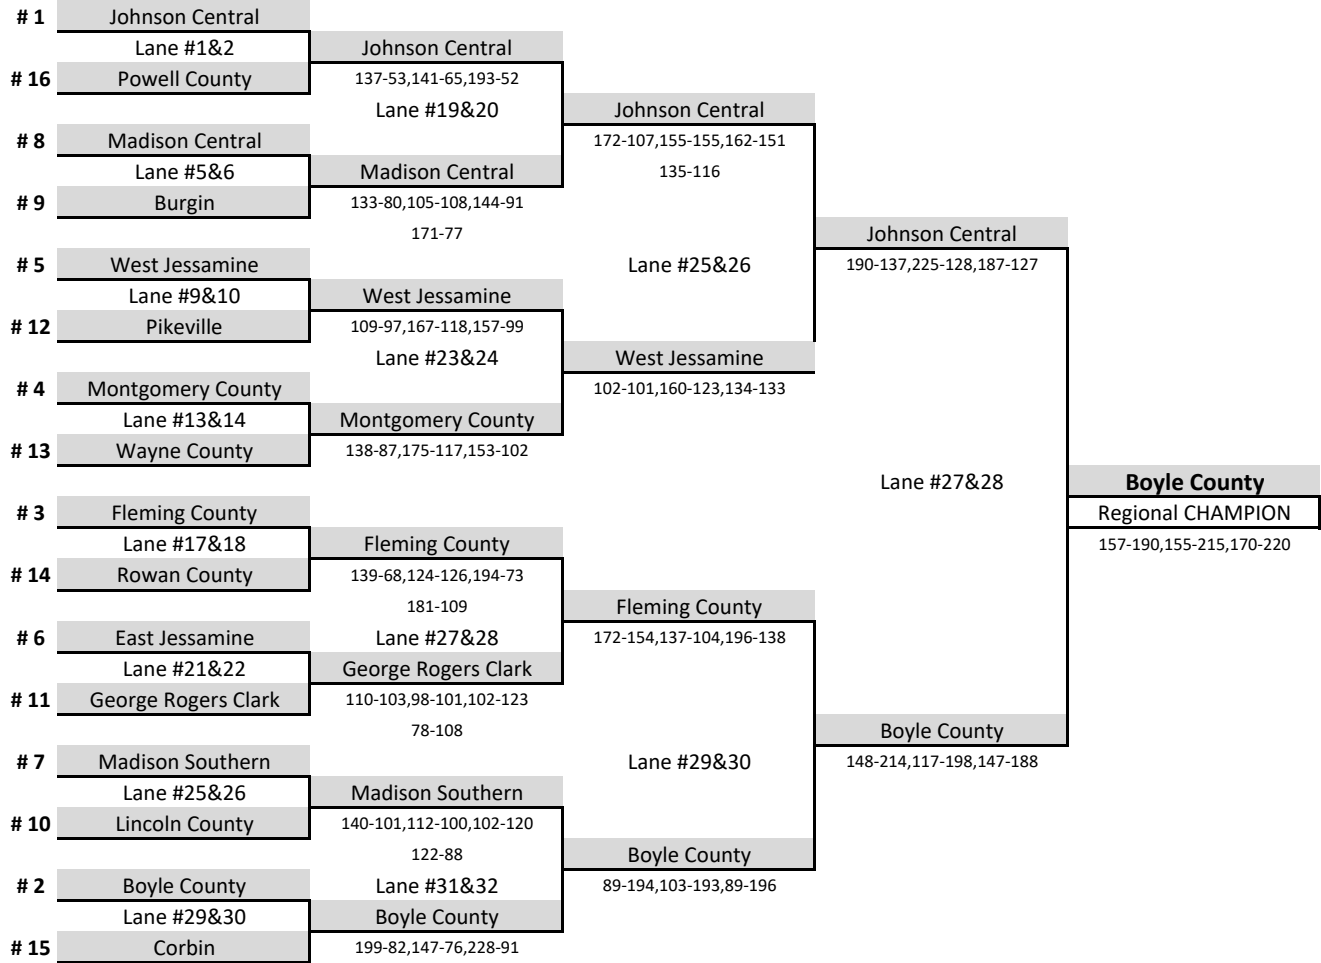 # 1 Johnson Central
Lane #1&2 Johnson Central
# 16 Powell County 137-53,141-65,193-52
Lane #19&20 Johnson Central
# 8 Madison Central 172-107,155-155,162-151
Lane #5&6 Madison Central 135-116
# 9 Burgin 133-80,105-108,144-91
171-77 Johnson Central
# 5 West Jessamine Lane #25&26 190-137,225-128,187-127
Lane #9&10 West Jessamine
# 12 Pikeville 109-97,167-118,157-99
Lane #23&24 West Jessamine
# 4 Montgomery County 102-101,160-123,134-133
Lane #13&14 Montgomery County
# 13 Wayne County 138-87,175-117,153-102
Lane #27&28 Boyle County
# 3 Fleming County Regional CHAMPION
Lane #17&18 Fleming County 157-190,155-215,170-220
# 14 Rowan County 139-68,124-126,194-73
181-109 Fleming County
# 6 East Jessamine Lane #27&28 172-154,137-104,196-138
Lane #21&22 George Rogers Clark
# 11 George Rogers Clark 110-103,98-101,102-123
78-108 Boyle County
# 7 Madison Southern Lane #29&30 148-214,117-198,147-188
Lane #25&26 Madison Southern
# 10 Lincoln County 140-101,112-100,102-120
122-88 Boyle County
# 2 Boyle County Lane #31&32 89-194,103-193,89-196
Lane #29&30 Boyle County
# 15 Corbin 199-82,147-76,228-91